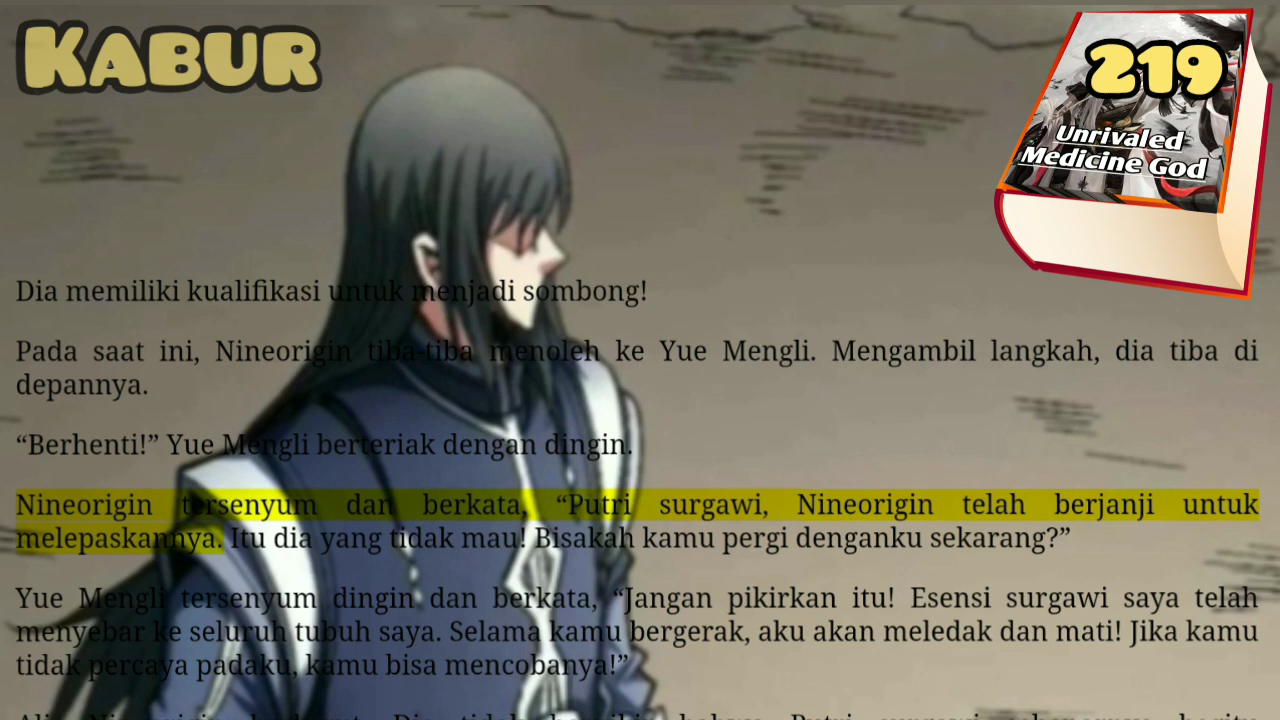 KABUR
219
Unrivaled
Medicine God
Dia memiliki kualifikasi untuk menjadi sombong!
Pada saat ini, Nineorigin tiba-tiba menoleh ke Yue Mengli. Mengambil langkah, dia tiba di
depannya.
“Berhenti!” Yue Mengli berteriak dengan dingin.
Nineorigin tersenyum dan berkata, “Putri surgawi, Nineorigin telah berjanji untuk
melepaskannya. Itu dia yang tidak mau! Bisakah kamu pergi denganku sekarang?”
Yue Mengli tersenyum dingin dan berkata, “Jangan pikirkan itu! Esensi surgawi saya telah
menyebar ke seluruh tubuh saya. Selama kamu bergerak, aku akan meledak dan mati! Jika kamu
tidak percaya padaku, kamu bisa mencobanya!”